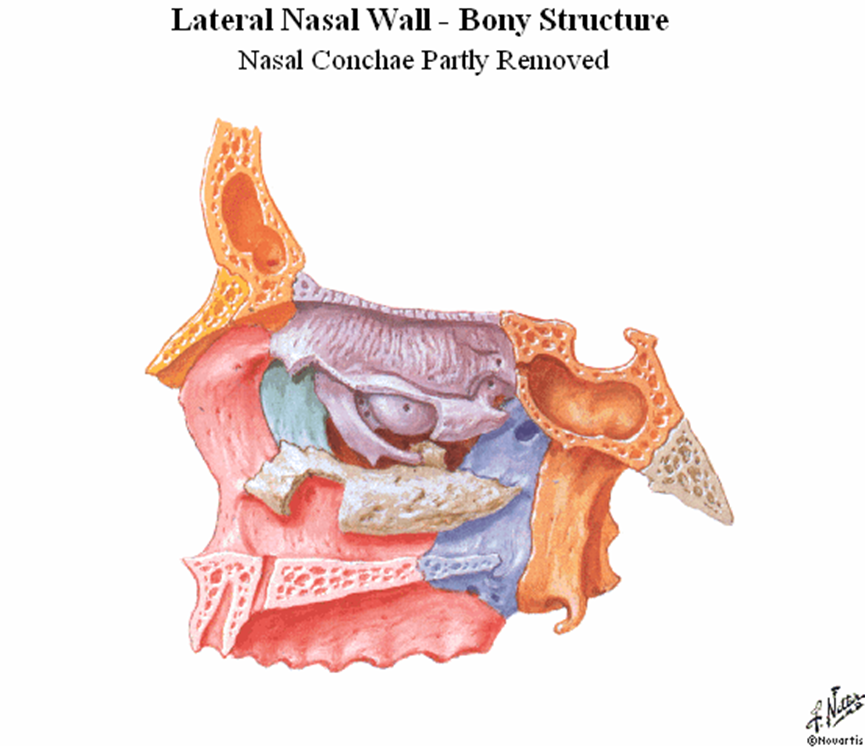 Lateral Nasal Wall - Bony Structure
Nasal Conchae Partly Removed
©Novartis